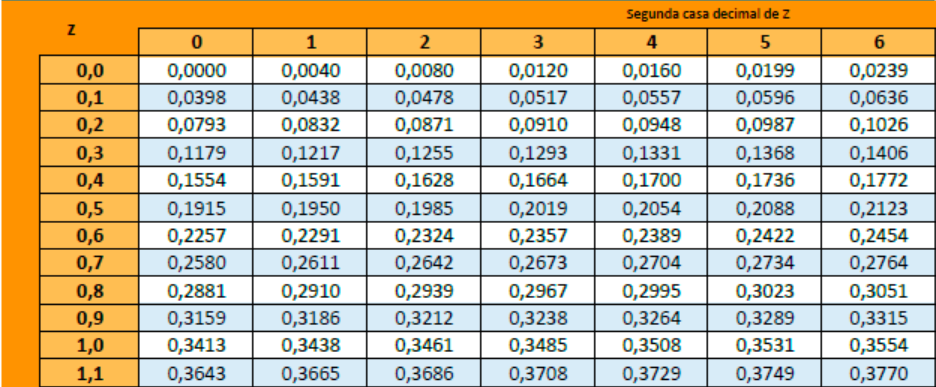 Segunda casa decimal de Z
Z
0 1 2 3 4 5 6
0,0 0,0000 0,0040 0,0080 0,0120 0,0160 0,0199 0,0239
0,1 0,0398 0,0438 0,0478 0,0517 0,0557 0,0596 0,0636
0,2 0,0793 0,0832 0,0871 0,0910 0,0948 0,0987 0,1026
0,3 0,1179 0,1217 0,1255 0,1293 0,1331 0,1368 0,1406
0,4 0,1554 0,1591 0,1628 0,1664 0,1700 0,1736 0,1772
0,5 0,1915 0,1950 0,1985 0,2019 0,2054 0,2088 0,2123
0,6 0,2257 0,2291 0,2324 0,2357 0,2389 0,2422 0,2454
0,7 0,2580 0,2611 0,2642 0,2673 0,2704 0,2734 0,2764
0,8 0,2881 0,2910 0,2939 0,2967 0,2995 0,3023 0,3051
0,9 0,3159 0,3186 0,3212 0,3238 0,3264 0,3289 0,3315
1,0 0,3413 0,3438 0,3461 0,3485 0,3508 0,3531 0,3554
1,1 0,3643 0,3665 0,3686 0,3708 0,3729 0,3749 0,3770